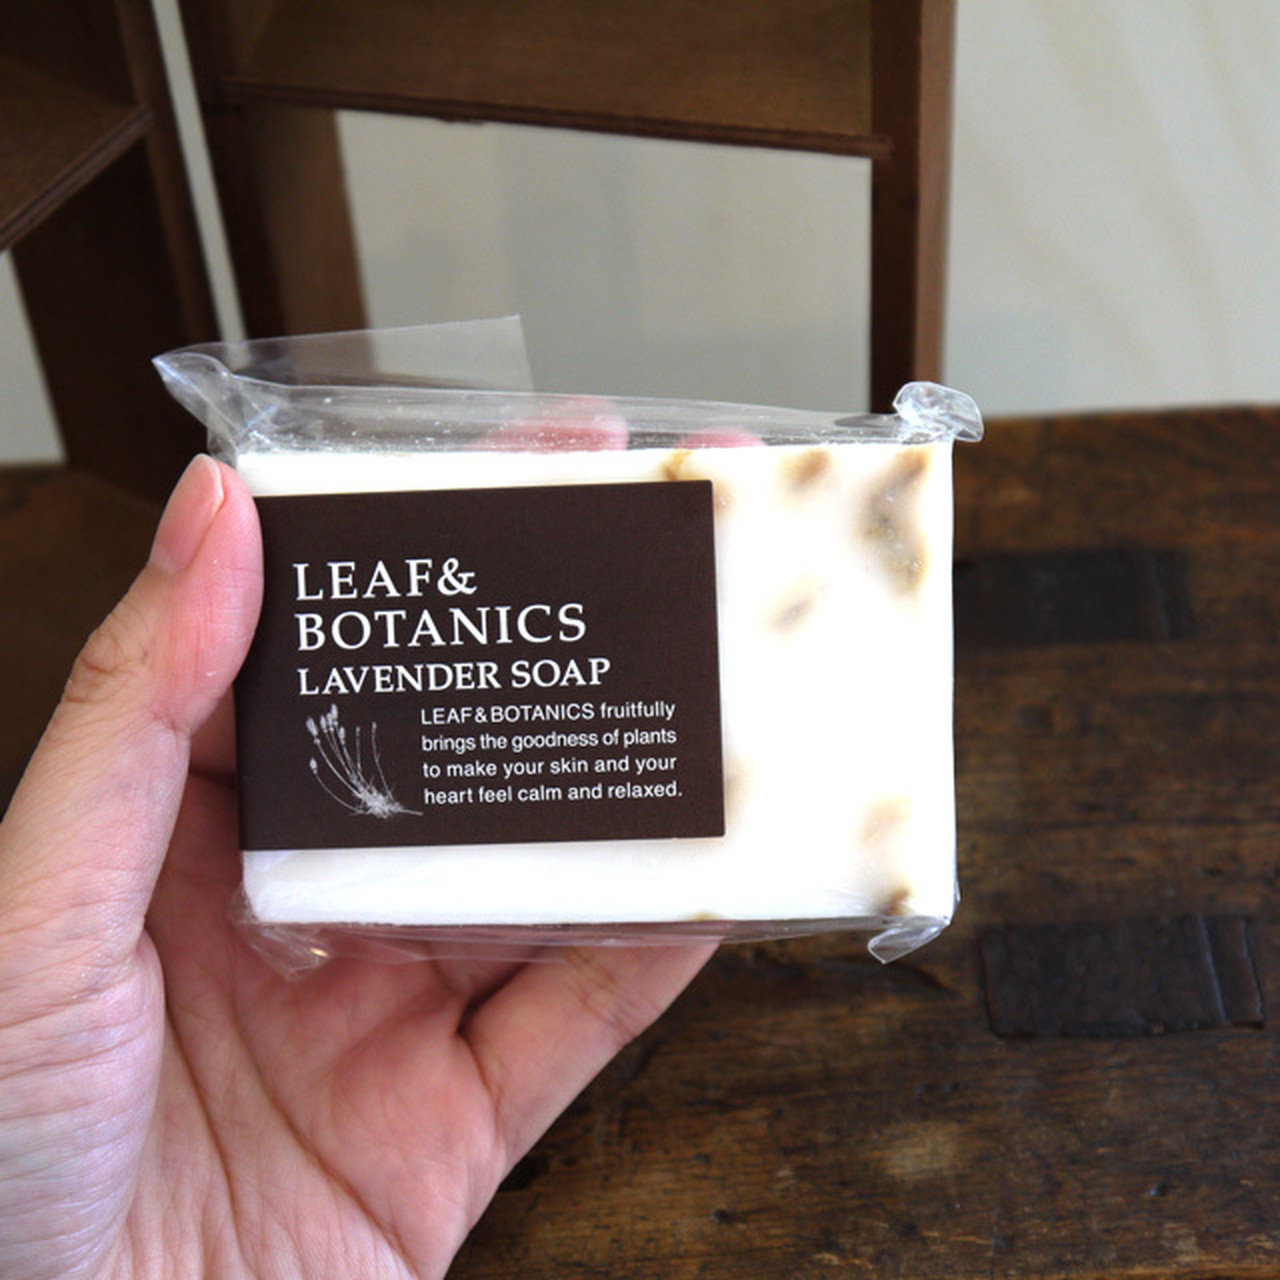 LEAF&
BOTANICS
LAVENDER SOAP
LEAF&BOTANICS fruitfully
brings the goodness of plants
to make your skin and your
heart feel calm and relaxed.